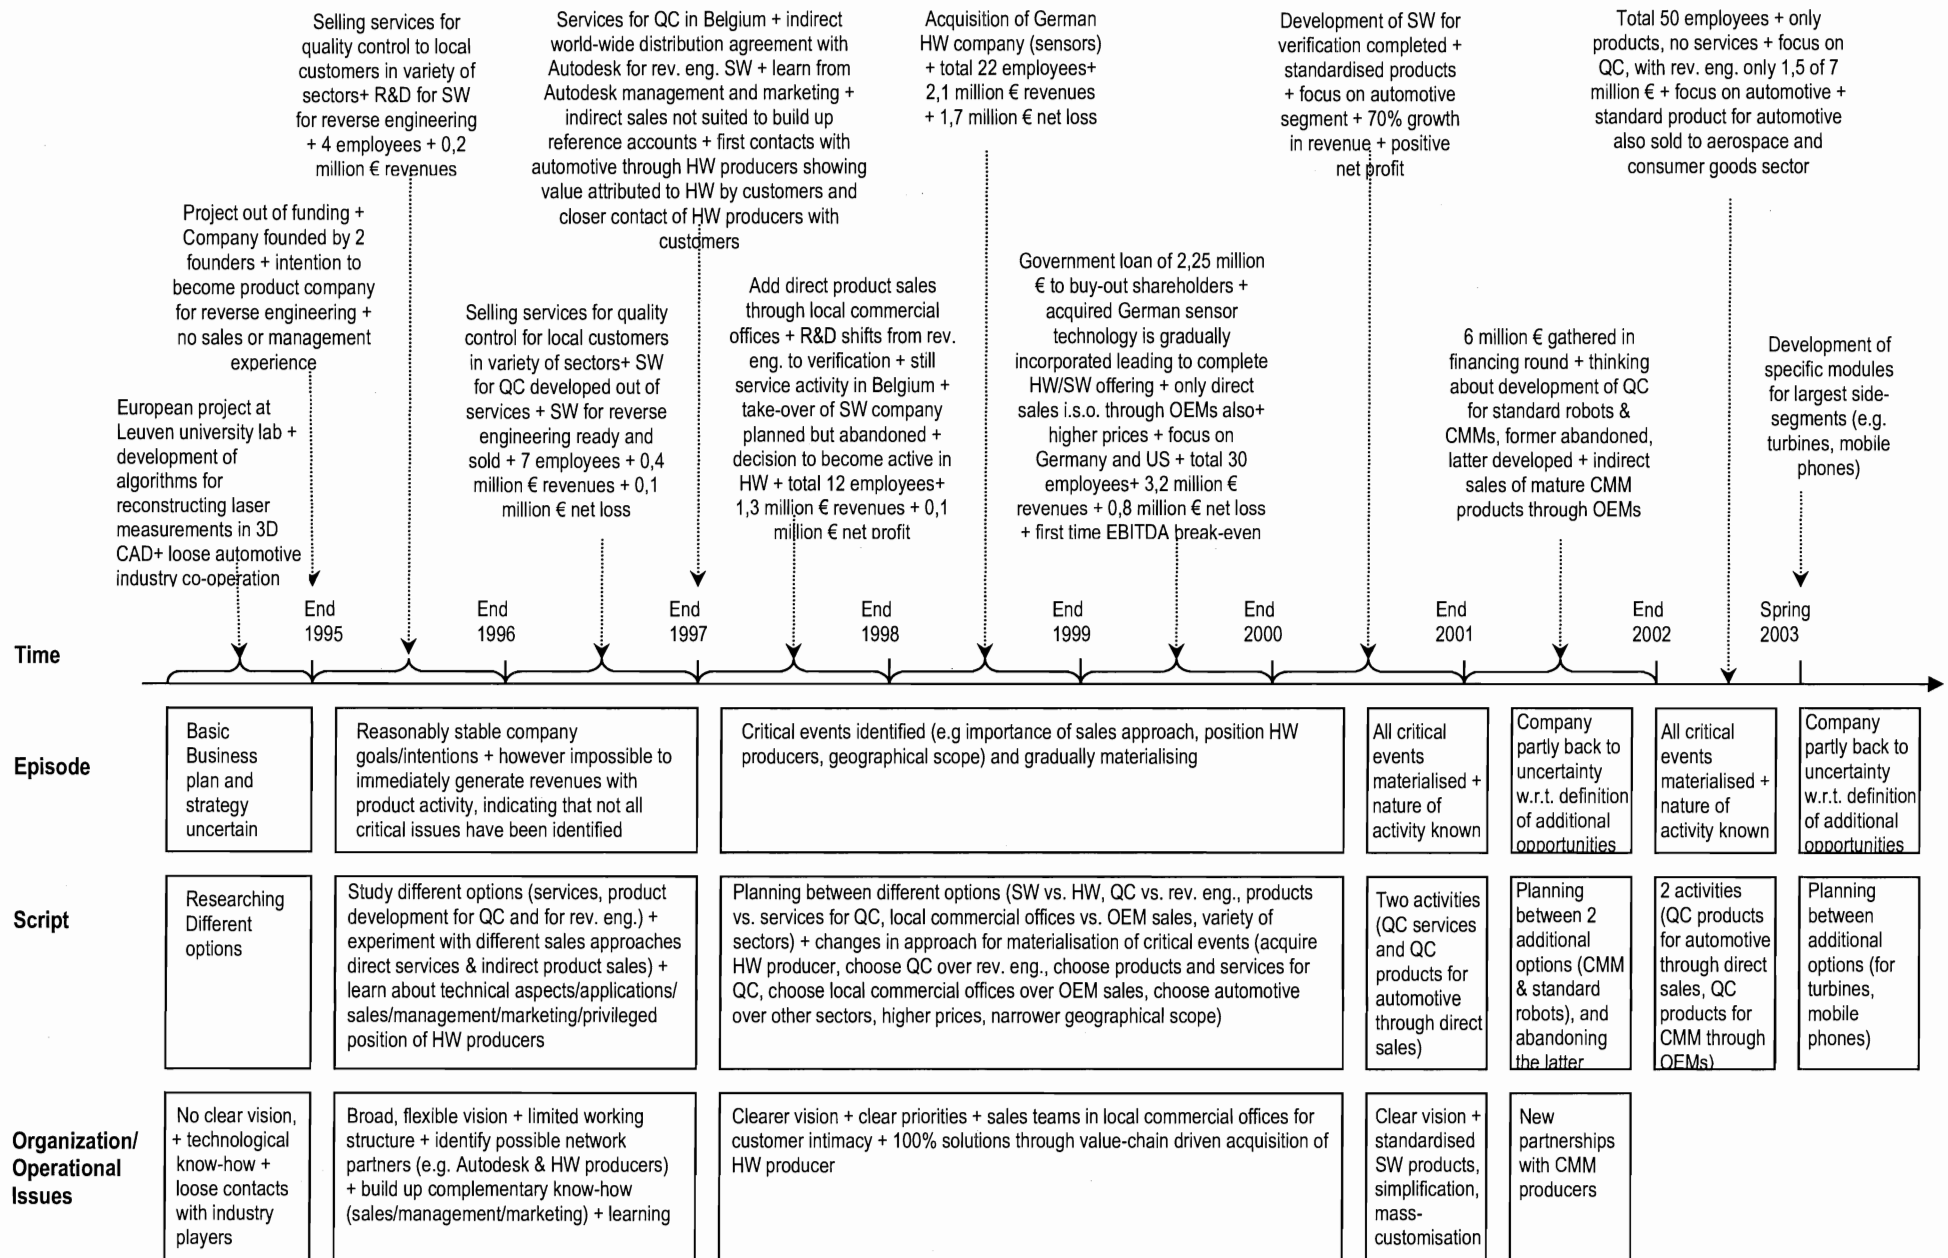 Selling services for
quality control to local
customers in variety of
sectors+ R&D for SW
for reverse engineering
+ 4 employees + 0,2
million € revenues
Services for QC in Belgium + indirect
world-wide distribution agreement with
Autodesk for rev. eng. SW + learn from
Autodesk management and marketing +
indirect sales not suited to build up
reference accounts + first contacts with
automotive through HW producers showing
value attributed to HW by customers and
closer contact of HW producers with
customers
Acquisition of German
HW company (sensors)
+ total 22 employees+
2,1 million € revenues
+ 1,7 million € net loss
Development of SW for
verification completed +
standardised products
+ focus on automotive
segment + 70% growth
in revenue + positive
net profit
Total 50 employees + only
products, no services + focus on
QC, with rev. eng. only 1,5 of 7
million € + focus on automotive +
standard product for automotive
also sold to aerospace and
consumer goods sector
Project out of funding +
Company founded by 2
founders + intention to
become product company
for reverse engineering +
no sales or management
experience
Selling services for quality
control for local customers
in variety of sectors+ SW
for QC developed out of
services + SW for reverse
engineering ready and
sold + 7 employees + 0,4
million € revenues + 0,1
million € net loss
Add direct product sales
through local commercial
offices + R&D shifts from rev.
eng. to verification + still
service activity in Belgium +
take-over of SW company
planned but abandoned +
decision to become active in
HW + total 12 employees+
1,3 million € revenues + 0,1
million € net profit
Government loan of 2,25 million
€ to buy-out shareholders +
acquired German sensor
technology is gradually
incorporated leading to complete
HW/SW offering + only direct
sales i.s.o. through OEMs also+
higher prices + focus on
Germany and US + total 30
employees+ 3,2 million €
revenues + 0,8 million € net loss
+ first time EBITDA break-even
6 million € gathered in
financing round + thinking
about development of QC
for standard robots &
CMMs, former abandoned,
latter developed + indirect
sales of mature CMM
products through OEMs
Development of
specific modules
for largest side-
segments (e.g.
turbines, mobile
phones)
European project at
Leuven university lab +
development of
algorithms for
reconstructing laser
measurements in 3D
CAD+ loose automotive
industry co-operation
End
1995
End
1996
End
1997
End
1998
End
1999
End
2000
End
2001
End
2002
Spring
2003
Time
Episode
Basic
Business
plan and
strategy
uncertain
Reasonably stable company
goals/intentions + however impossible to
immediately generate revenues with
product activity, indicating that not all
critical issues have been identified
Critical events identified (e.g importance of sales approach, position HW
producers, geographical scope) and gradually materialising
All critical
events
materialised +
nature of
activity known
Company
partly back to
uncertainty
w.r.t. definition
of additional
opportunities
All critical
events
materialised +
nature of
activity known
Company
partly back to
uncertainty
w.r.t. definition
of additional
opportunities
Script
Researching
Different
options
Study different options (services, product
development for QC and for rev. eng.) +
experiment with different sales approaches
direct services & indirect product sales) +
learn about technical aspects/applications/
sales/management/marketing/privileged
position of HW producers
Planning between different options (SW vs. HW, QC vs. rev. eng., products
vs. services for QC, local commercial offices vs. OEM sales, variety of
sectors) + changes in approach for materialisation of critical events (acquire
HW producer, choose QC over rev. eng., choose products and services for
QC, choose local commercial offices over OEM sales, choose automotive
over other sectors, higher prices, narrower geographical scope)
Two activities
(QC services
and QC
products for
automotive
through direct
sales)
Planning
between 2
additional
options (CMM
& standard
robots), and
abandoning
the latter
2 activities
(QC products
for automotive
through direct
sales, QC
products for
CMM through
OEMs)
Planning
between
additional
options (for
turbines,
mobile
phones)
Organization/
Operational
Issues
No clear vision,
+ technological
know-how +
loose contacts
with industry
players
Broad, flexible vision + limited working
structure + identify possible network
partners (e.g. Autodesk & HW producers)
+ build up complementary know-how
(sales/management/marketing) + learning
Clearer vision + clear priorities + sales teams in local commercial offices for
customer intimacy + 100% solutions through value-chain driven acquisition of
HW producer
Clear vision +
standardised
SW products,
simplification,
mass-
customisation
New
partnerships
with CMM
producers